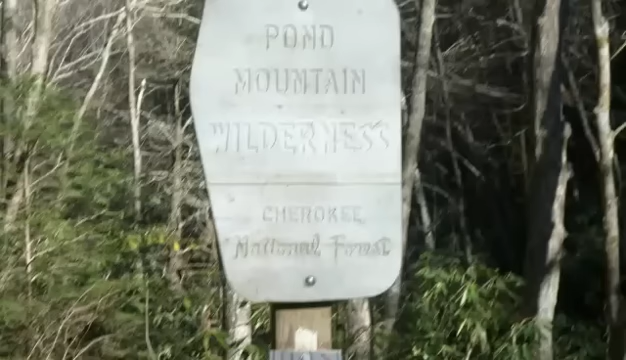 POND
MOUNTAIN
WILDERNESS
CHEROKEE
National Forest